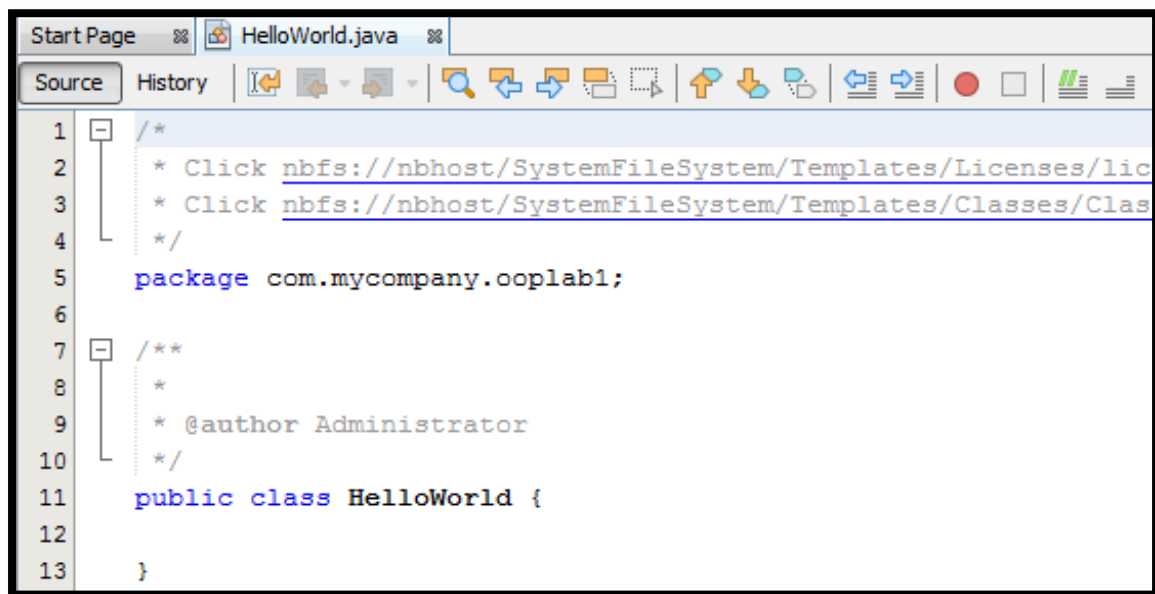 Start Page HelloWorld.java
Source History
1 /*
2 * Click nbfs://nbhost/SystemFileSystem/Templates/Licenses/lic
3 * Click nbfs://nbhost/SystemFileSystem/Templates/Classes/Clas
4 */
5 package com.mycompany.ooplab1;
6
7 /**
8 *
9 * @author Administrator
10 */
11 public class HelloWorld {
12
13 }